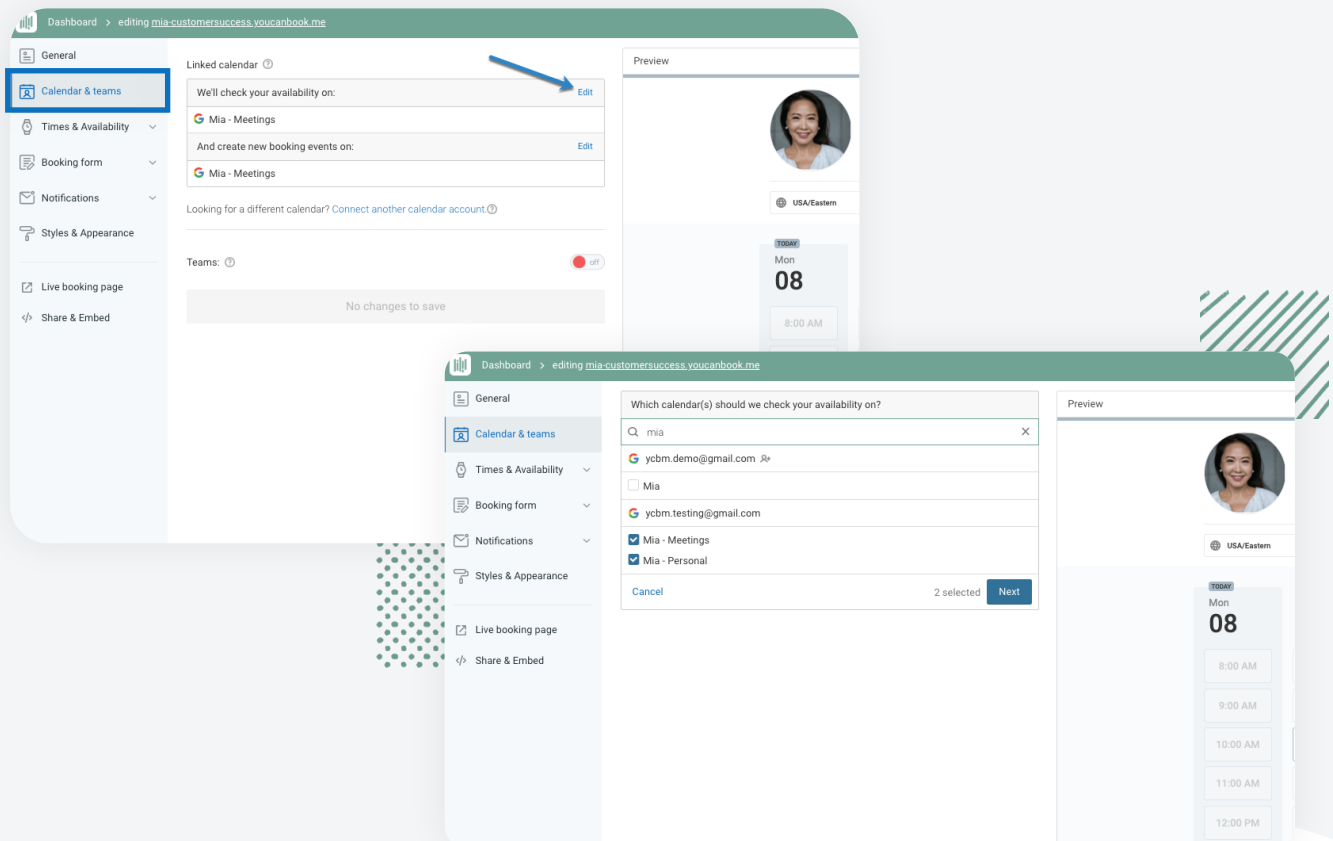 Dashboard > editing mia-customersuccess.youcanbook.me
General
Calendar & teams
Times & Availability
Booking form
Notifications
Styles & Appearance
Live booking page
Share & Embed
Linked calendar
We'll check your availability on:
Edit
Mia - Meetings
And create new booking events on:
Edit
Mia - Meetings
Looking for a different calendar? Connect another calendar account.
Teams:
off
No changes to save
Preview
USA/Eastern
TODAY
Mon
08
8:00 AM
Dashboard > editing mia-customersuccess.youcanbook.me
General
Calendar & teams
Times & Availability
Booking form
Notifications
Styles & Appearance
Live booking page
Share & Embed
Which calendar(s) should we check your availability on?
mia
ycbm.demo@gmail.com
Mia
ycbm.testing@gmail.com
Mia - Meetings
Mia - Personal
Cancel
2 selected
Next
Preview
USA/Eastern
TODAY
Mon
08
8:00 AM
9:00 AM
10:00 AM
11:00 AM
12:00 PM